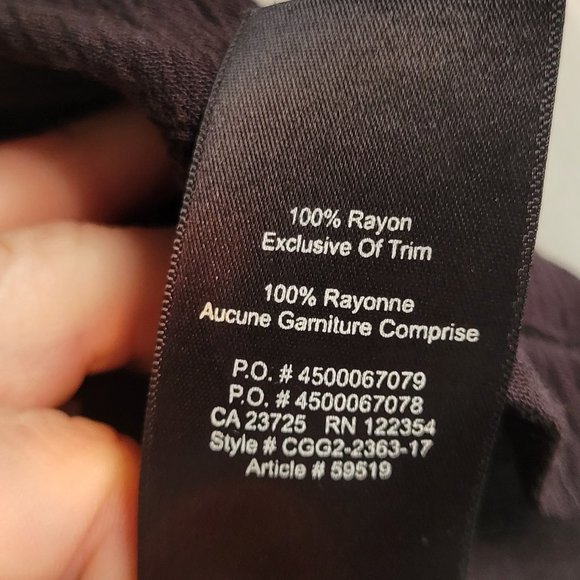 100% Rayon
Exclusive Of Trim
100% Rayonne
Aucune Garniture Comprise
P.O. # 4500067079
P.O. # 4500067078
CA 23725 RN 122354
Style # CGG2-2363-17
Article # 59519